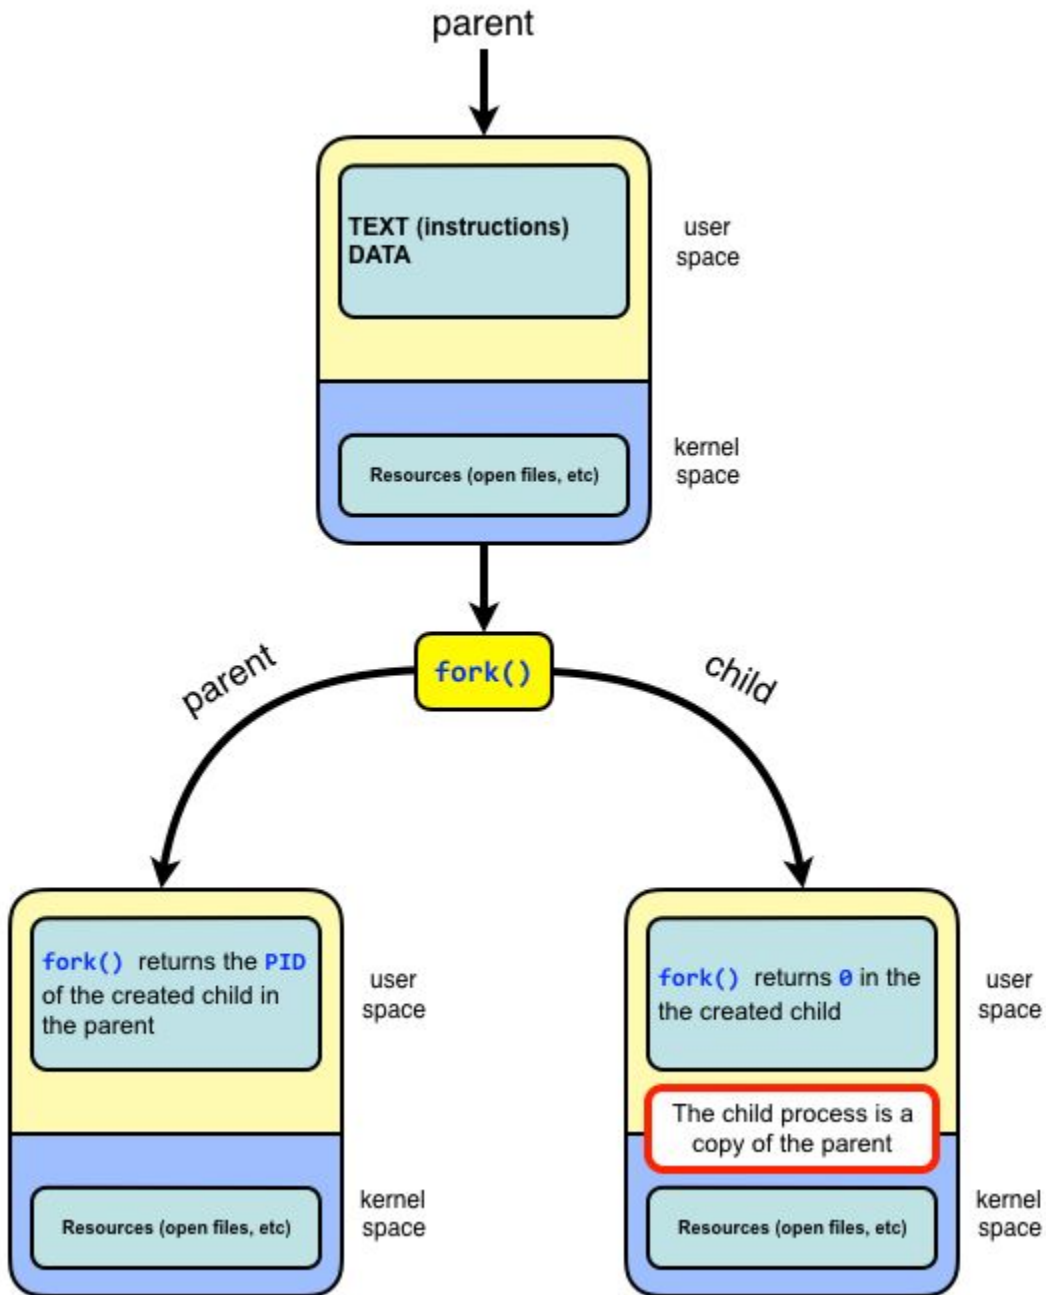 parent
TEXT (instructions)
DATA
user
space
Resources (open files, etc)
kernel
space
fork()
parent
child
fork() returns the PID
of the created child in
the parent
user
space
Resources (open files, etc)
kernel
space
fork() returns 0 in the
the created child
user
space
The child process is a
copy of the parent
Resources (open files, etc)
kernel
space